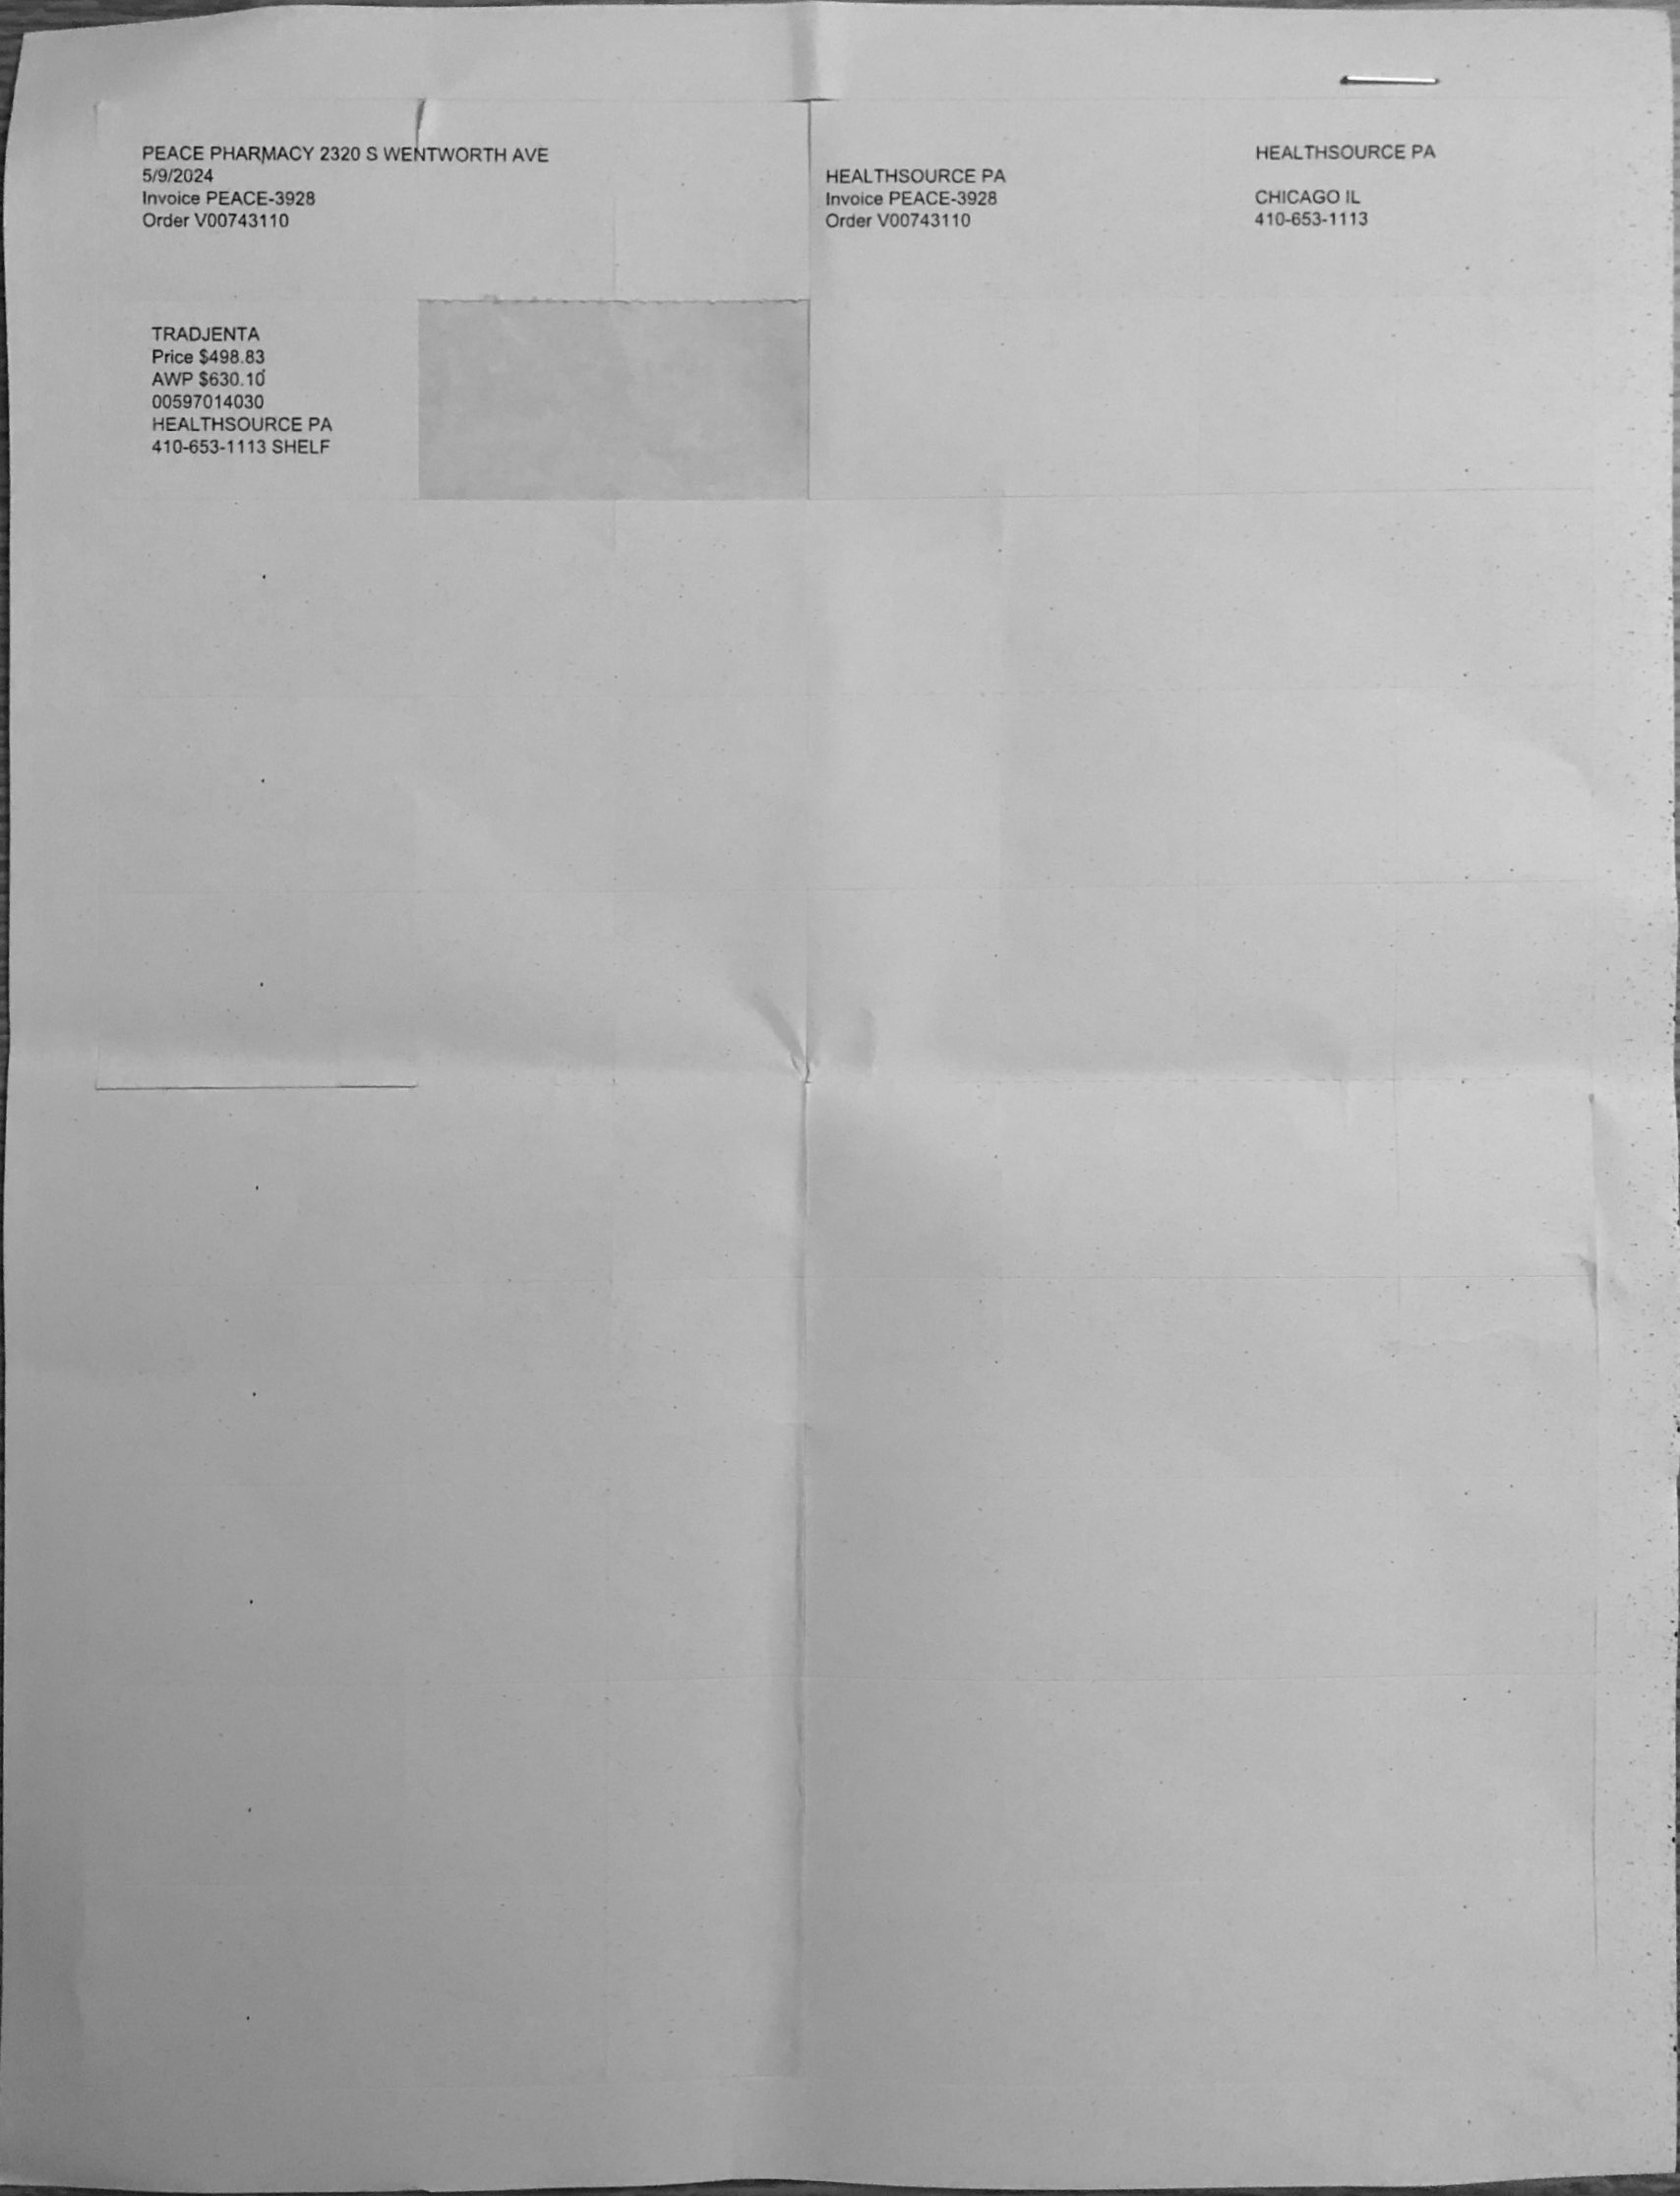 PEACE PHARMACY 2320 S WENTWORTH AVE
5/9/2024
Invoice PEACE-3928
Order V00743110
HEALTHSOURCE PA
Invoice PEACE-3928
Order V00743110
HEALTHSOURCE PA
CHICAGO IL
410-653-1113
TRADJENTA
Price $498.83
AWP $630.10
00597014030
HEALTHSOURCE PA
410-653-1113 SHELF